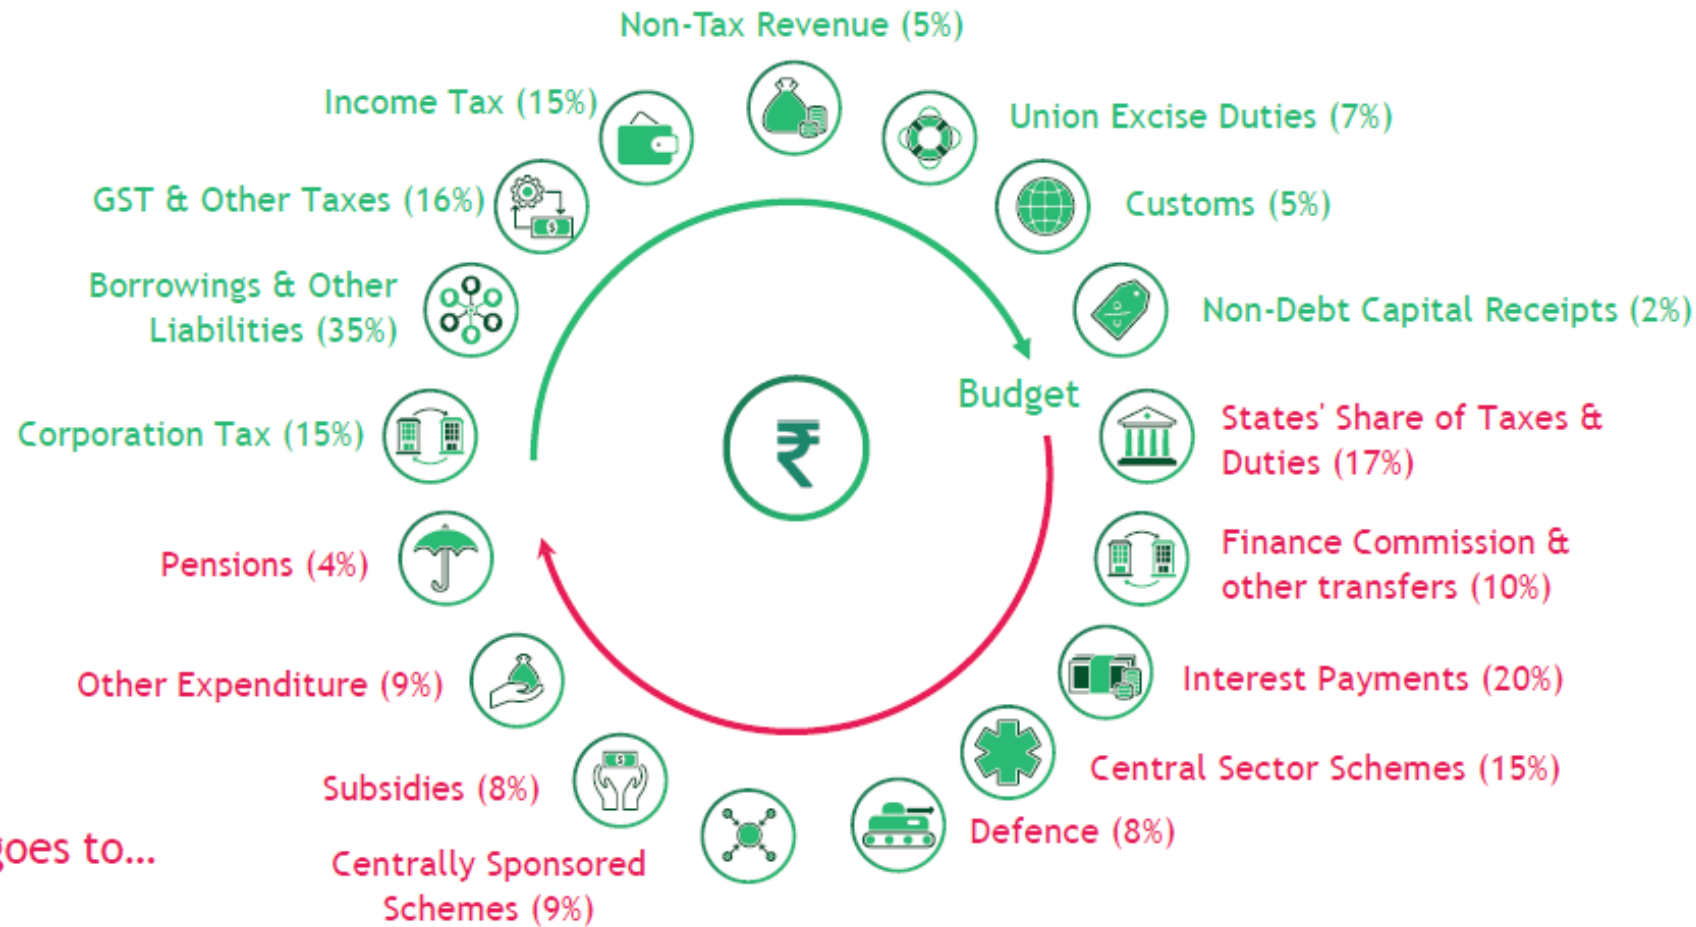 Non-Tax Revenue (5%)
Income Tax (15%)
Union Excise Duties (7%)
GST & Other Taxes (16%)
Customs (5%)
Borrowings & Other
Liabilities (35%)
Non-Debt Capital Receipts (2%)
Budget
₹
Corporation Tax (15%)
States' Share of Taxes &
Duties (17%)
Pensions (4%)
Finance Commission &
other transfers (10%)
Other Expenditure (9%)
Interest Payments (20%)
Subsidies (8%)
Central Sector Schemes (15%)
Defence (8%)
goes to...
Centrally Sponsored
Schemes (9%)